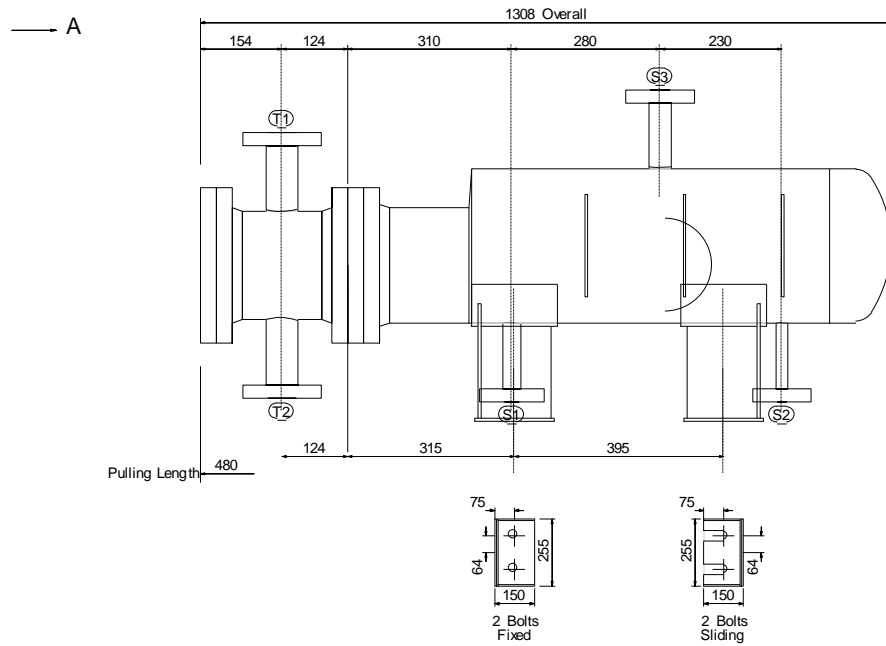 1308 Overall
A
154 124 310 280 230
S3
T1
T2
S1 S2
124 315 395
Pulling Length 480
75 75
255 255
64 64
150 150
2 Bolts 2 Bolts
Fixed Sliding